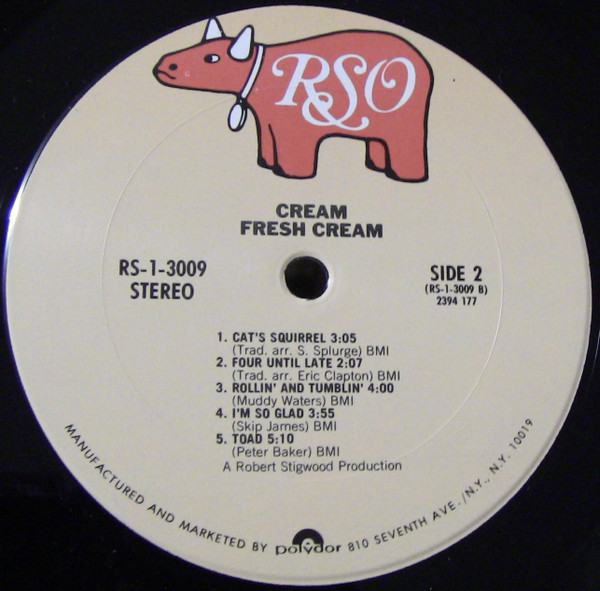 RSO
CREAM
FRESH CREAM
RS-1-3009
STEREO
SIDE 2
(RS-1-3009 B)
2394 177
1. CAT'S SQUIRREL 3:05
(Trad. arr. S. Splurge) BMI
2. FOUR UNTIL LATE 2:07
(Trad. arr. Eric Clapton) BMI
3. ROLLIN' AND TUMBLIN' 4:00
(Muddy Waters) BMI
4. I'M SO GLAD 3:55
(Skip James) BMI
5. TOAD 5:10
(Peter Baker) BMI
A Robert Stigwood Production
MANUFACTURED AND MARKETED BY polydor 810 SEVENTH AVE./N.Y., N.Y. 10019